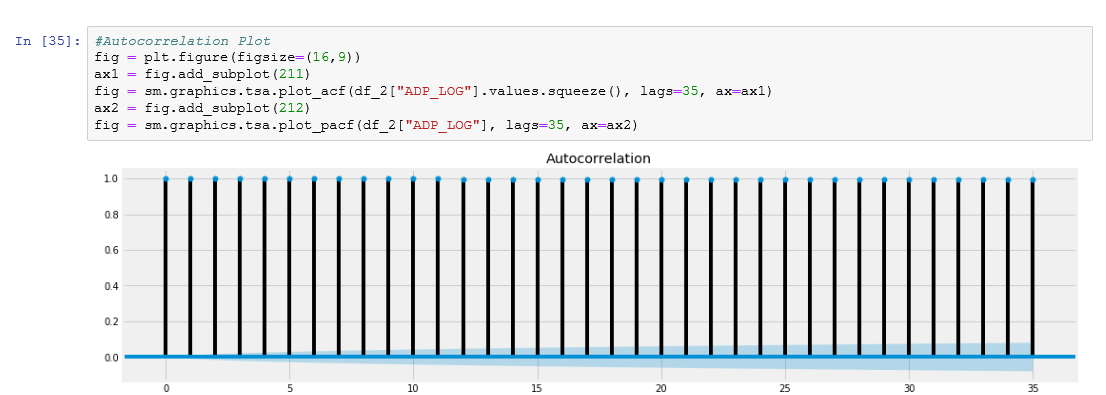 In [35]: #Autocorrelation Plot
fig = plt.figure(figsize=(16,9))
ax1 = fig.add_subplot(211)
fig = sm.graphics.tsa.plot_acf(df_2["ADP_LOG"].values.squeeze(), lags=35, ax=ax1)
ax2 = fig.add_subplot(212)
fig = sm.graphics.tsa.plot_pacf(df_2["ADP_LOG"], lags=35, ax=ax2)
Autocorrelation
1.0
0.8
0.6
0.4
0.2
0.0
0 5 10 15 20 25 30 35